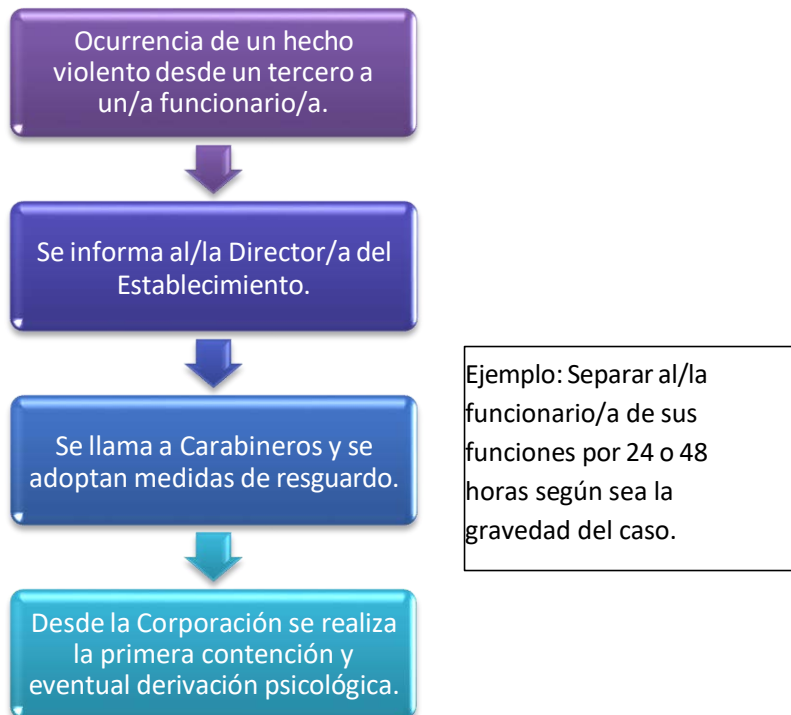 Ocurrencia de un hecho
violento desde un tercero a
un/a funcionario/a.
Se informa al/la Director/a del
Establecimiento.
Se llama a Carabineros y se
adoptan medidas de resguardo.
Ejemplo: Separar al/la
funcionario/a de sus
funciones por 24 o 48
horas según sea la
gravedad del caso.
Desde la Corporación se realiza
la primera contención y
eventual derivación psicológica.